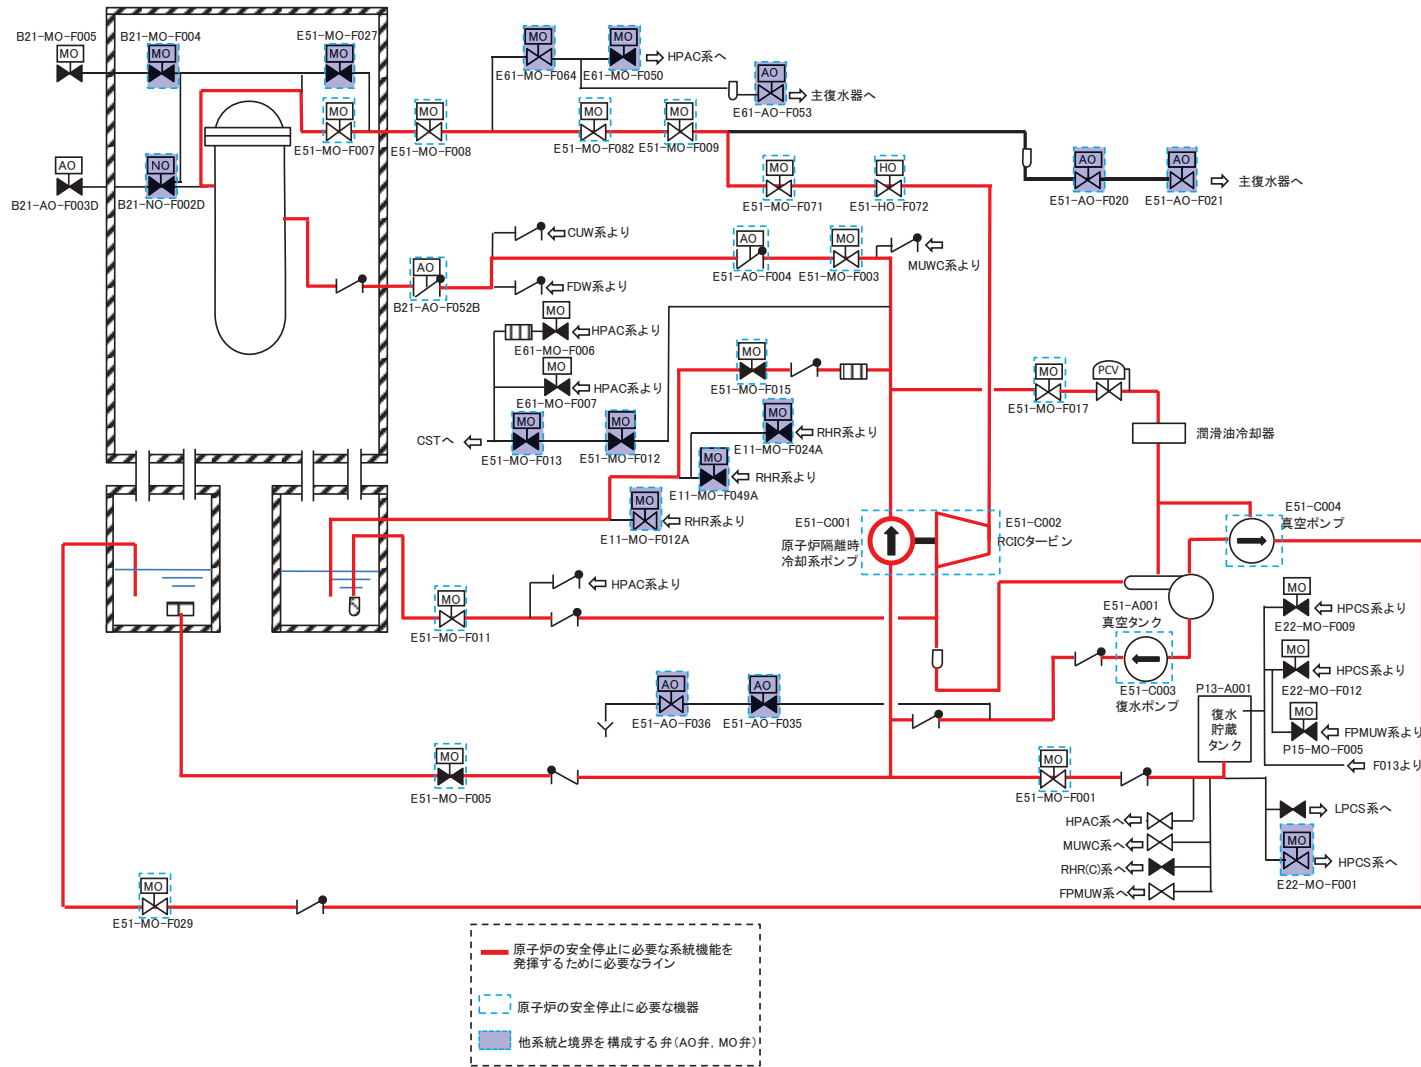 B21-MO-F005
MO
B21-MO-F004
MO
E51-MO-F027
MO
MO
E61-MO-F064
MO
E61-MO-F050
HPAC系へ
AO
E61-AO-F053
主復水器へ
MO
E51-MO-F007
MO
E51-MO-F008
MO
E51-MO-F082
MO
E51-MO-F009
AO
B21-AO-F003D
NO
B21-NO-F002D
MO
E51-MO-F071
HO
E51-HO-F072
AO
E51-AO-F020
AO
E51-AO-F021
主復水器へ
CUW系より
AO
E51-AO-F004
MO
E51-MO-F003
MUWC系より
AO
B21-AO-F052B
FDW系より
MO
HPAC系より
E61-MO-F006
MO
HPAC系より
E61-MO-F007
MO
E51-MO-F015
MO
E51-MO-F017
PCV
潤滑油冷却器
CSTへ
MO
E51-MO-F013
MO
E51-MO-F012
MO
RHR系より
E11-MO-F024A
MO
RHR系より
E11-MO-F049A
MO
RHR系より
E11-MO-F012A
E51-C001
原子炉隔離時
冷却系ポンプ
E51-C002
RCICタービン
E51-C004
真空ポンプ
HPAC系より
MO
E51-MO-F011
E51-A001
真空タンク
MO
HPCS系より
E22-MO-F009
MO
HPCS系より
E22-MO-F012
E51-C003
復水ポンプ
P13-A001
復水
貯蔵
タンク
MO
FPMUW系より
P15-MO-F005
F013より
AO
E51-AO-F036
AO
E51-AO-F035
MO
E51-MO-F005
MO
E51-MO-F001
HPAC系へ
MUWC系へ
RHR(C)系へ
FPMUW系へ
LPCS系へ
MO
HPCS系へ
E22-MO-F001
MO
E51-MO-F029
原子炉の安全停止に必要な系統機能を
発揮するために必要なライン
原子炉の安全停止に必要な機器
他系統と境界を構成する弁(AO弁，MO弁)